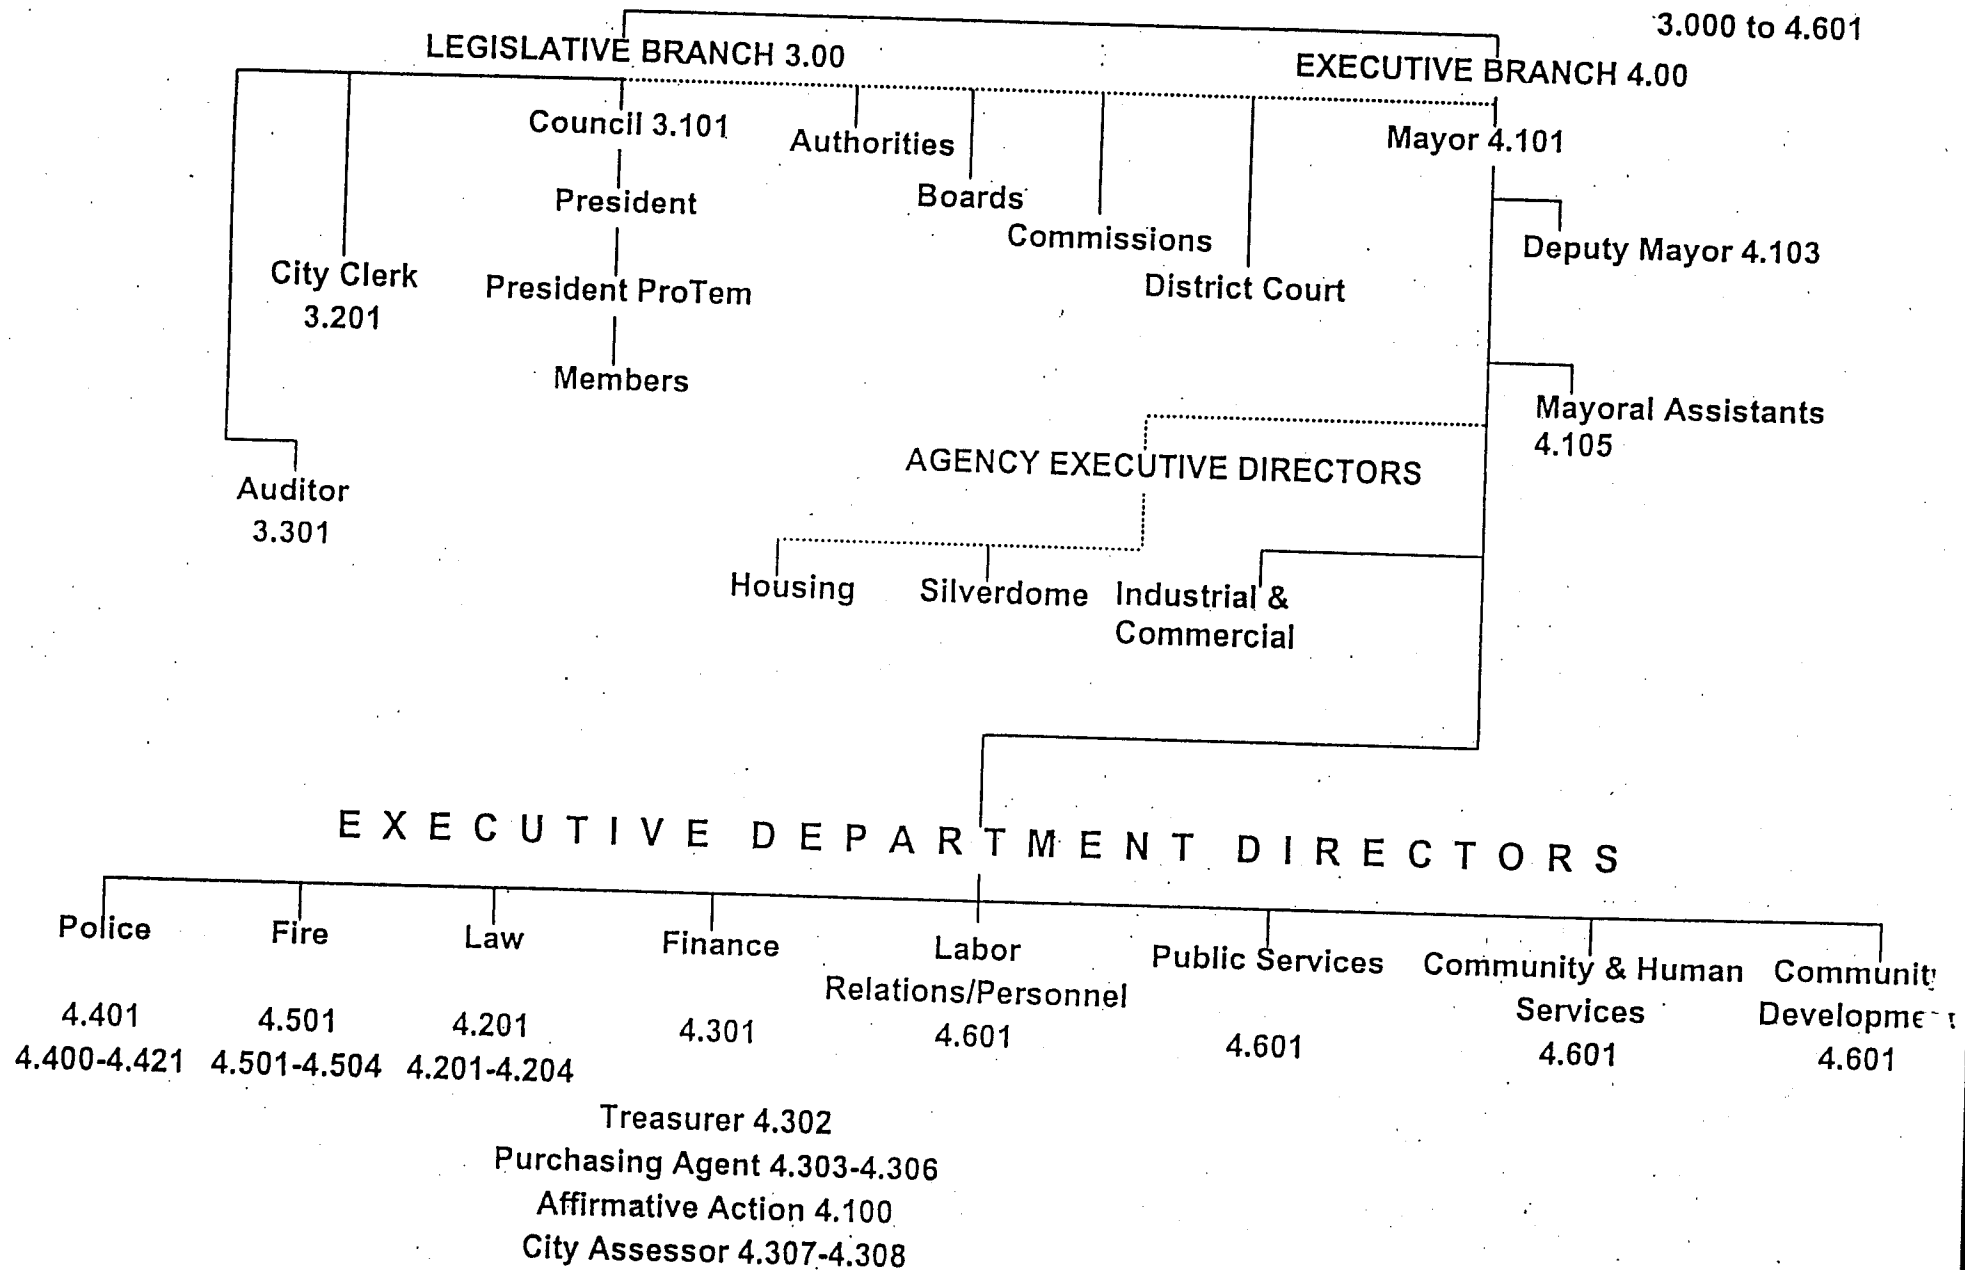 3.000 to 4.601
LEGISLATIVE BRANCH 3.00
EXECUTIVE BRANCH 4.00
Council 3.101
Authorities
Mayor 4.101
President
Boards
Commissions
Deputy Mayor 4.103
City Clerk
3.201
President ProTem
District Court
Members
Mayoral Assistants
4.105
AGENCY EXECUTIVE DIRECTORS
Auditor
3.301
Housing
Silverdome
Industrial &
Commercial
EXECUTIVE DEPARTMENT DIRECTORS
Police
4.401
4.400-4.421
Fire
4.501
4.501-4.504
Law
4.201
4.201-4.204
Finance
4.301
Labor
Relations/Personnel
4.601
Public Services
4.601
Community & Human
Services
4.601
4.601
Treasurer 4.302
Purchasing Agent 4.303-4.306
Affirmative Action 4.100
City Assessor 4.307-4.308